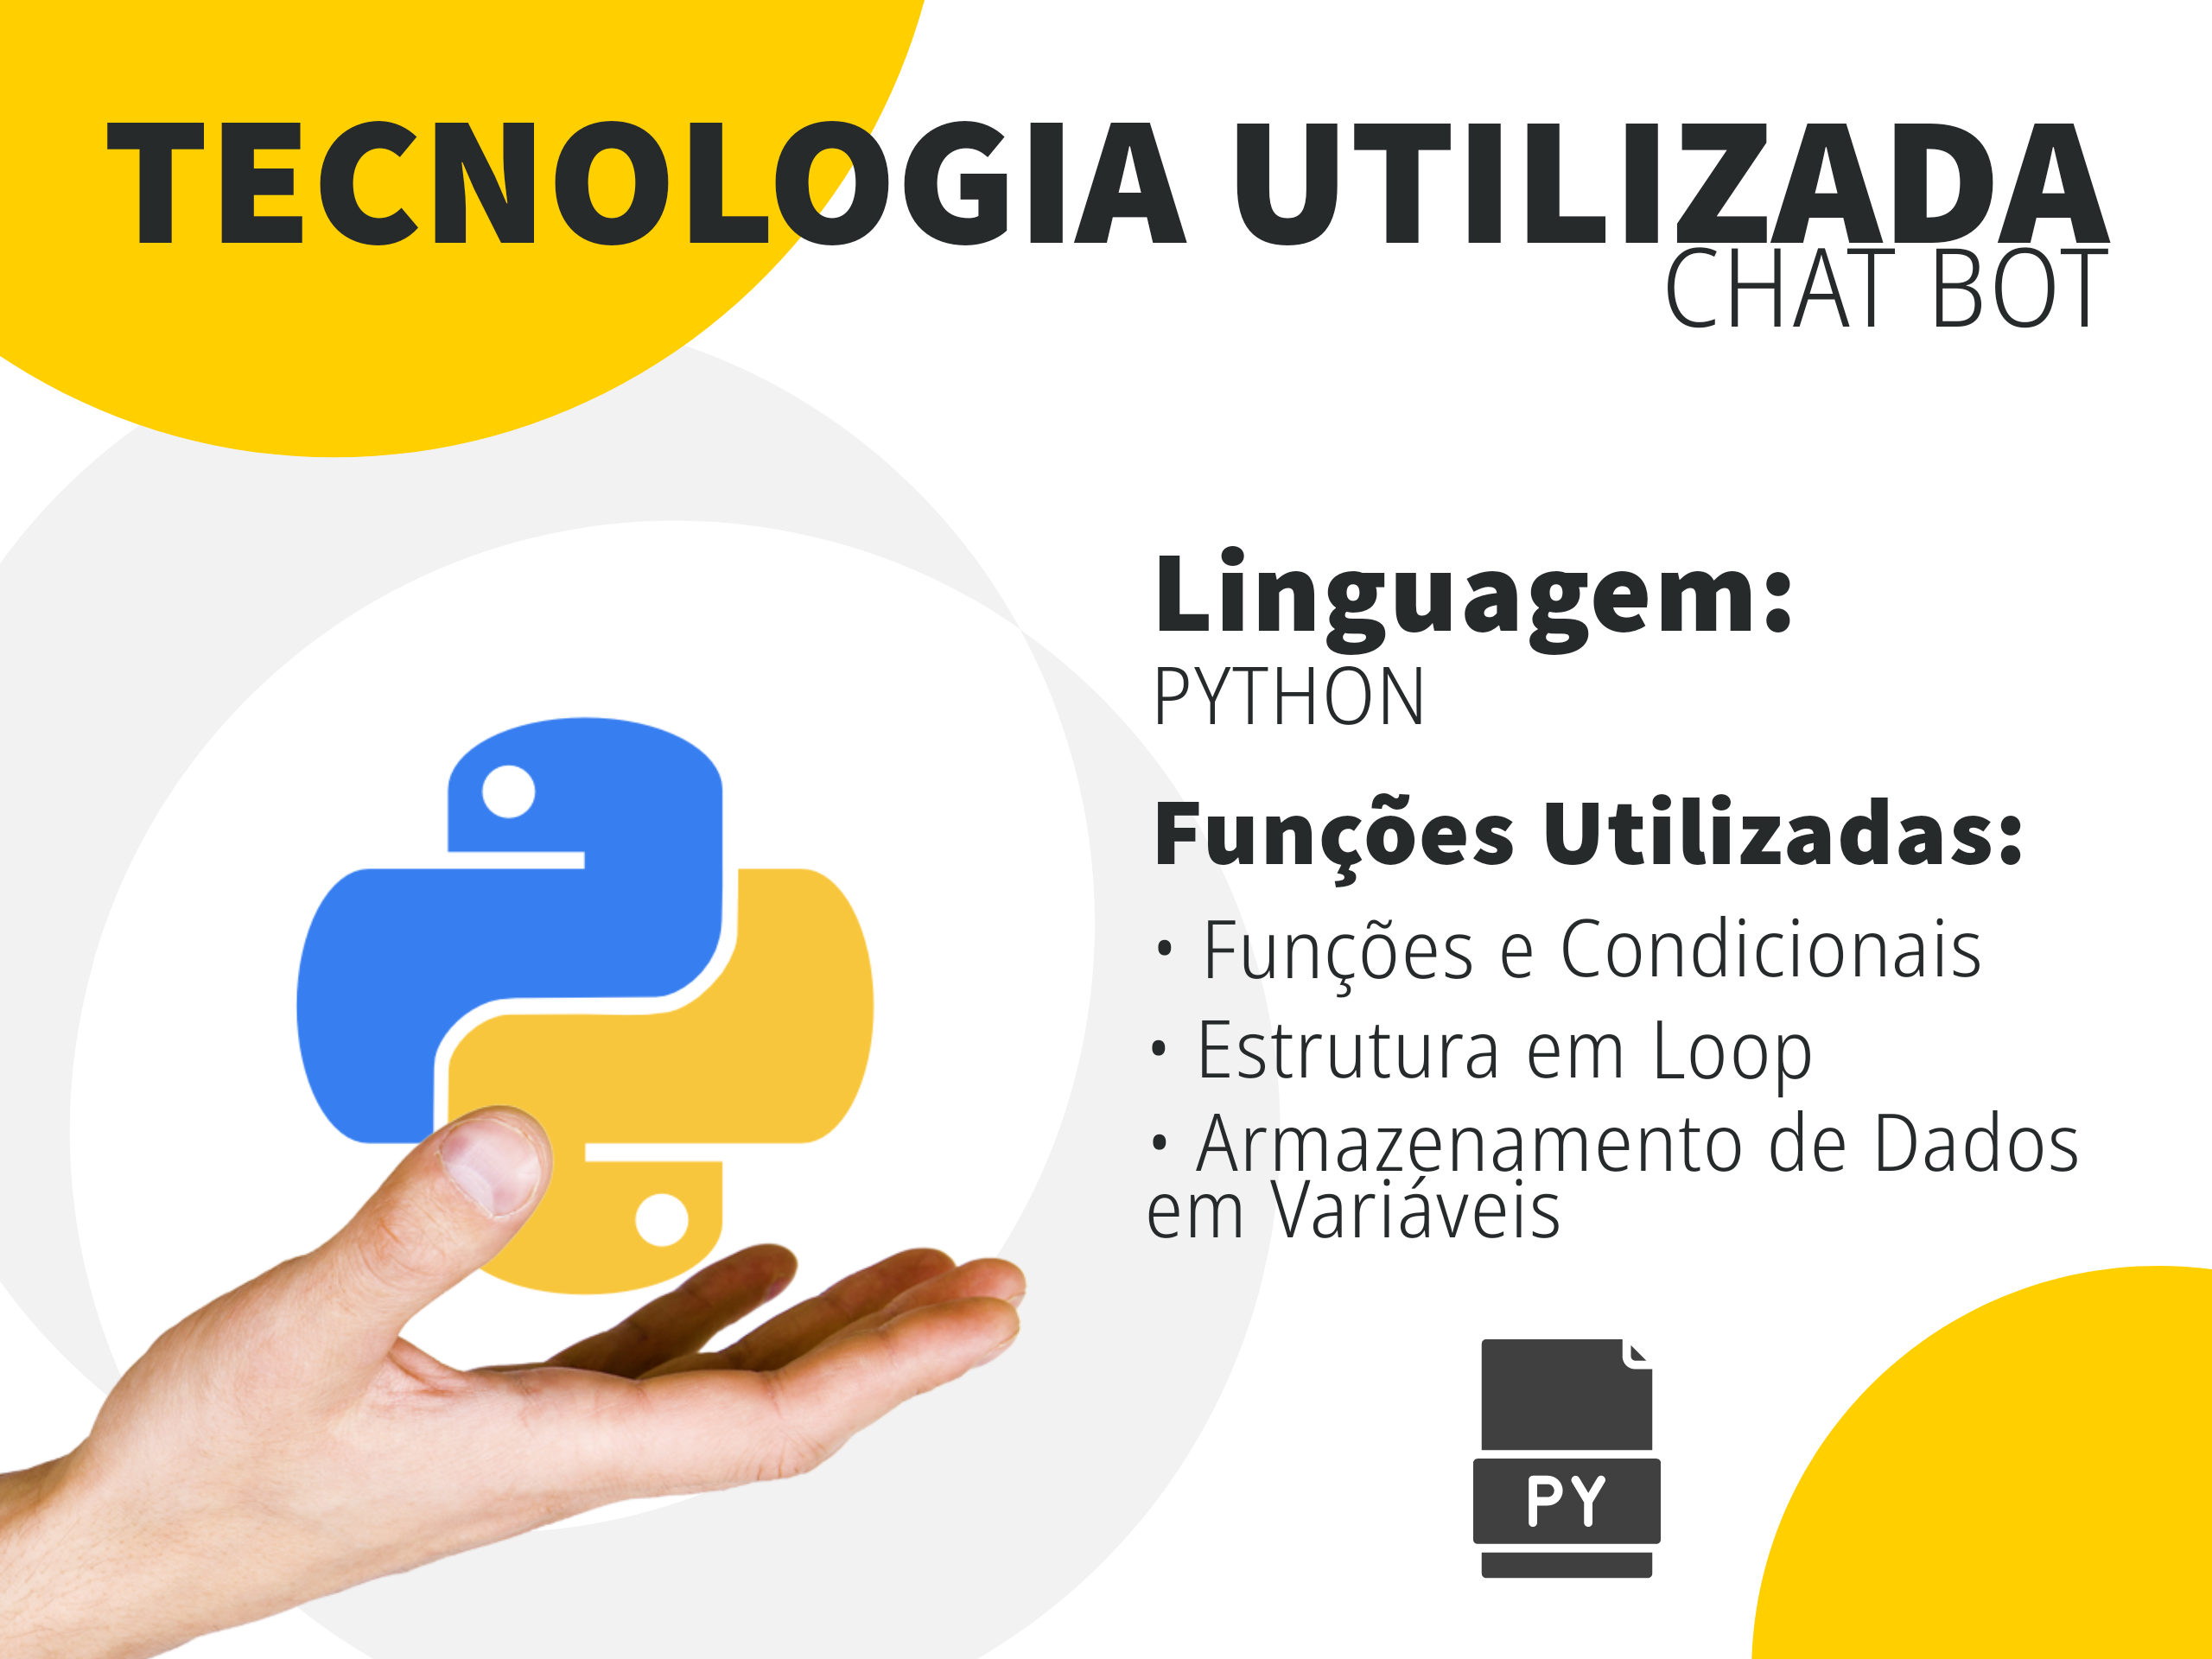 TECNOLOGIA UTILIZADA
CHAT BOT
Linguagem:
PYTHON
Funções Utilizadas:
• Funções e Condicionais
• Estrutura em Loop
• Armazenamento de Dados
em Variáveis
PY